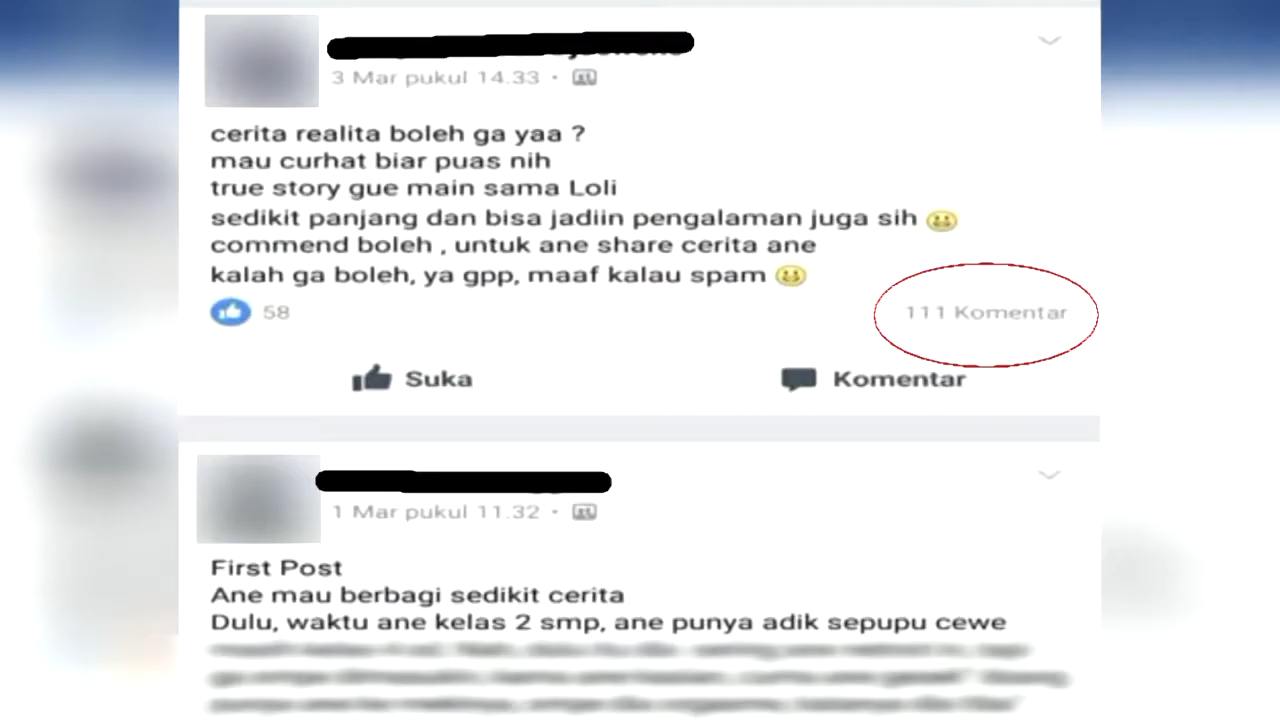 3 Mar pukul 14.33 ·
cerita realita boleh ga yaa ?
mau curhat biar puas nih
true story gue main sama Loli
sedikit panjang dan bisa jadiin pengalaman juga sih
commend boleh , untuk ane share cerita ane
kalah ga boleh, ya gpp, maaf kalau spam
58
111 Komentar
Suka
Komentar
1 Mar pukul 11.32 ·
First Post
Ane mau berbagi sedikit cerita
Dulu, waktu ane kelas 2 smp, ane punya adik sepupu cewe